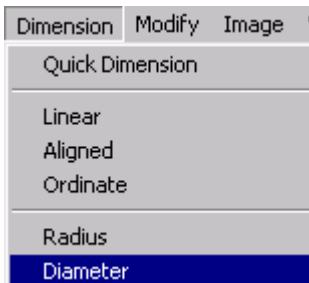 Dimension Modify Image
Quick Dimension
Linear
Aligned
Ordinate
Radius
Diameter